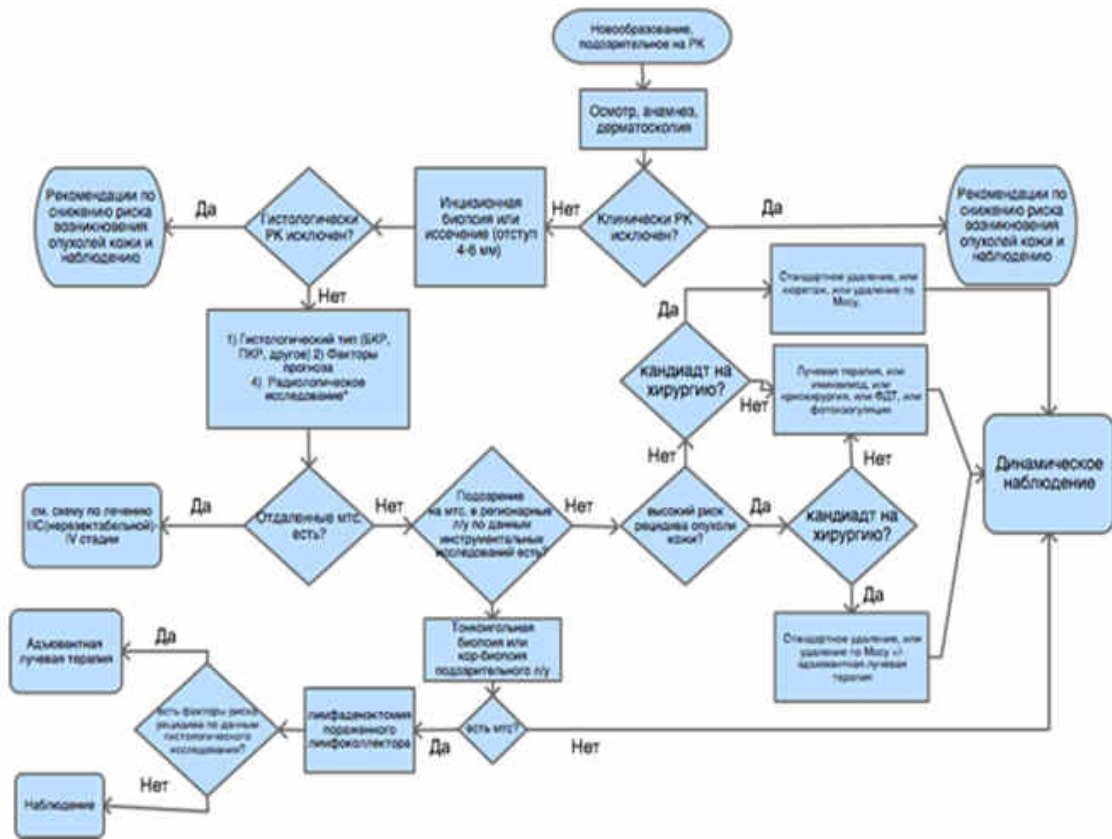 Новообразование,
подозрительное на РК
Осмотр, анамнез,
дерматоскопия
Рекомендации по
снижению риска
возникновения
опухолей кожи и
наблюдению
Да
Гистологически
РК исключен?
Инцизионная
биопсия или
иссечение (отступ
4-6 мм)
Нет
Клинически РК
исключен?
Да
Рекомендации по
снижению риска
возникновения
опухолей кожи и
наблюдению
Нет
Стандартное удаление, или
кюретаж, или удаление по
Мосу,
Да
1) Гистологический тип (БКР,
ПКР, другое) 2) Факторы
прогноза
4) Радиологическое
исследование*
кандиадт на
хирургию?
Нет
Лучевая терапия, или
имиквимод, или
криохирургия, или ФДТ, или
фотокоагуляция
Динамическое
наблюдение
Нет
Нет
см. схему по лечению
IIIC(нерезектабельной)-
IV стадии
Да
Отдаленные мтс
есть?
Нет
Подозрение
на мтс. в регионарные
л/у по данным
инструментальных
исследований есть?
Нет
высокий риск
рецидива опухоли
кожи?
Да
кандиадт на
хирургию?
Да
Адъювантная
лучевая терапия
Да
Тонкоигольная
биопсия или
кор-биопсия
подозрительного л/у
Стандартное удаление, или
удаление по Мосу +/-
адъювантная лучевая
терапия
есть факторы риска
рецидива по данным
гистологического
исследования?
лимфаденэктомия
пораженного
лимфоколлектора
Да
есть мтс?
Нет
Нет
Наблюдение